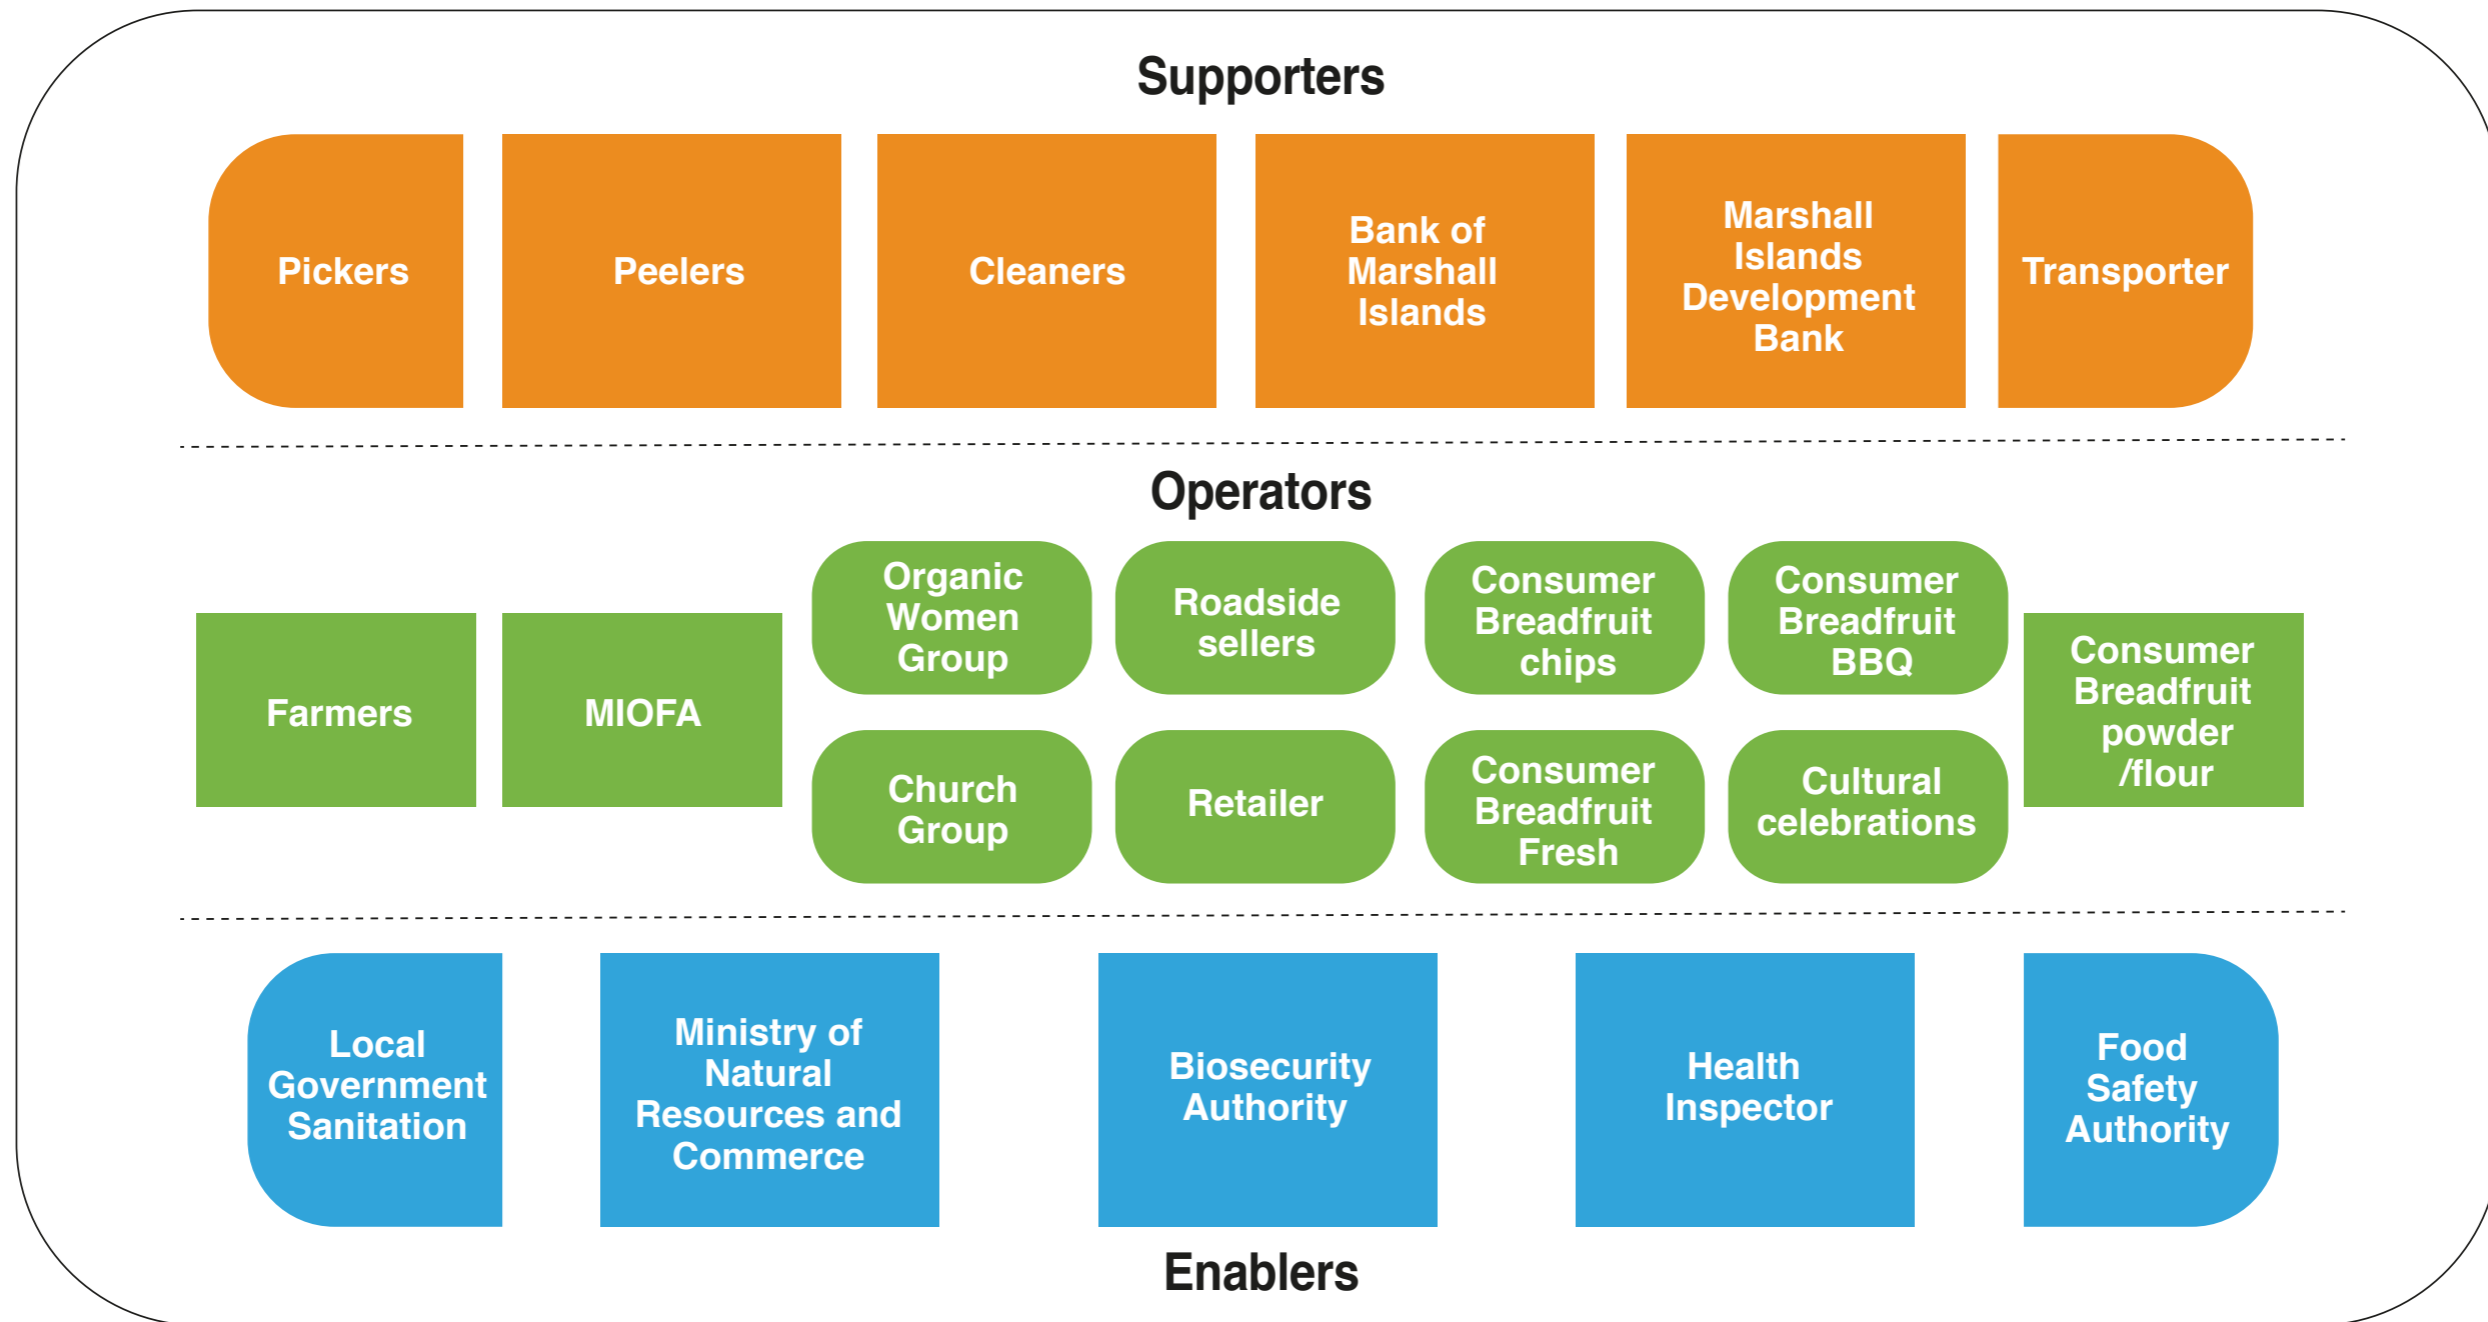 Supporters
Pickers
Peelers
Cleaners
Bank of
Marshall
Islands
Marshall
Islands
Development
Bank
Transporter
Operators
Farmers
MIOFA
Organic
Women
Group
Roadside
sellers
Consumer
Breadfruit
chips
Consumer
Breadfruit
BBQ
Church
Group
Retailer
Consumer
Breadfruit
Fresh
Cultural
celebrations
Consumer
Breadfruit
powder
/flour
Local
Government
Sanitation
Ministry of
Natural
Resources and
Commerce
Biosecurity
Authority
Health
Inspector
Food
Safety
Authority
Enablers